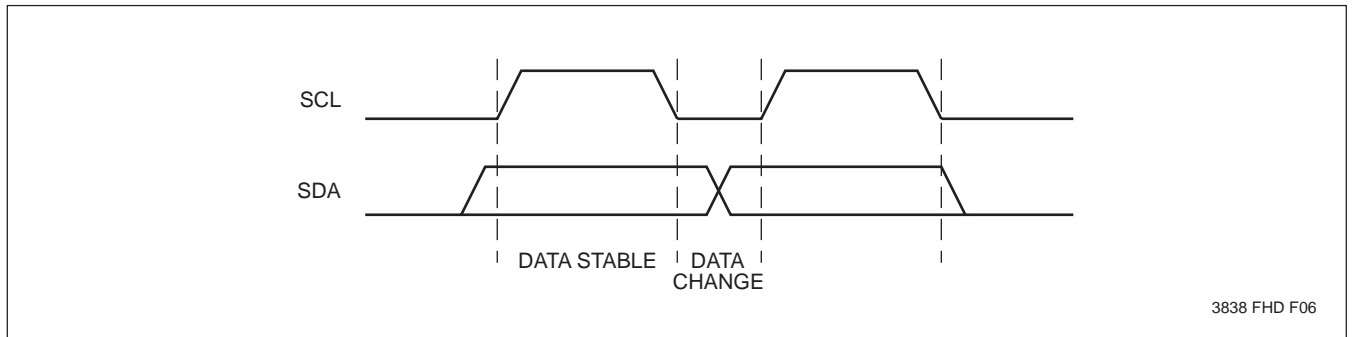 SCL
SDA
DATA STABLE
DATA
CHANGE
3838 FHD F06